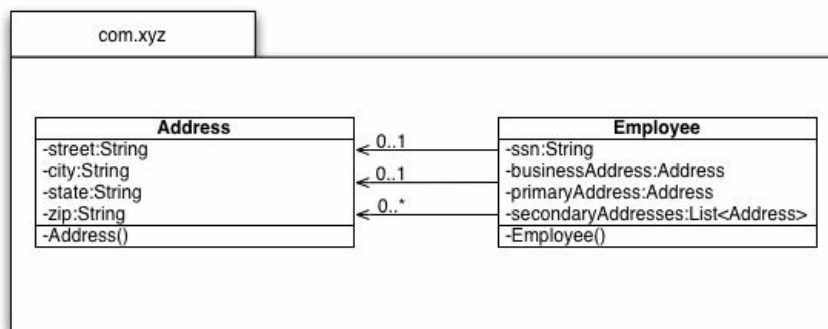 com.xyz
Address
-street:String
-city:String
-state:String
-zip:String
-Address()
0..1
0..1
0..*
Employee
-ssn:String
-businessAddress:Address
-primaryAddress:Address
-secondaryAddresses:List<Address>
-Employee()